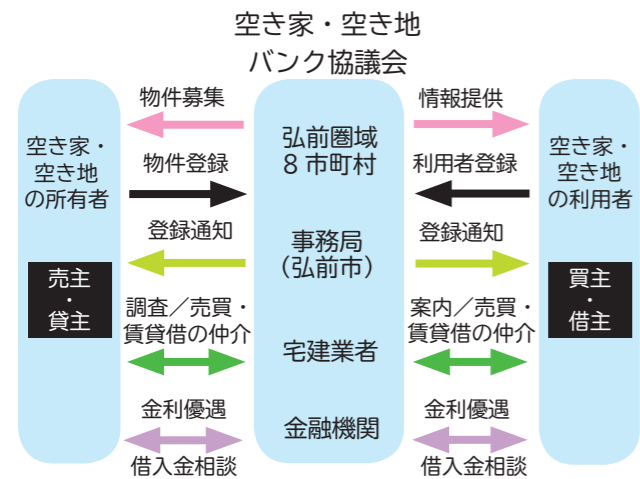 空き家・空き地
バンク協議会
空き家・
空き地
の所有者
売主
・
貸主
物件募集
物件登録
登録通知
調査／売買・
賃貸借の仲介
金利優遇
借入金相談
弘前圏域
8市町村
事務局
（弘前市）
宅建業者
金融機関
情報提供
利用者登録
登録通知
案内／売買・
賃貸借の仲介
金利優遇
借入金相談
空き家・
空き地
の利用者
買主
・
借主